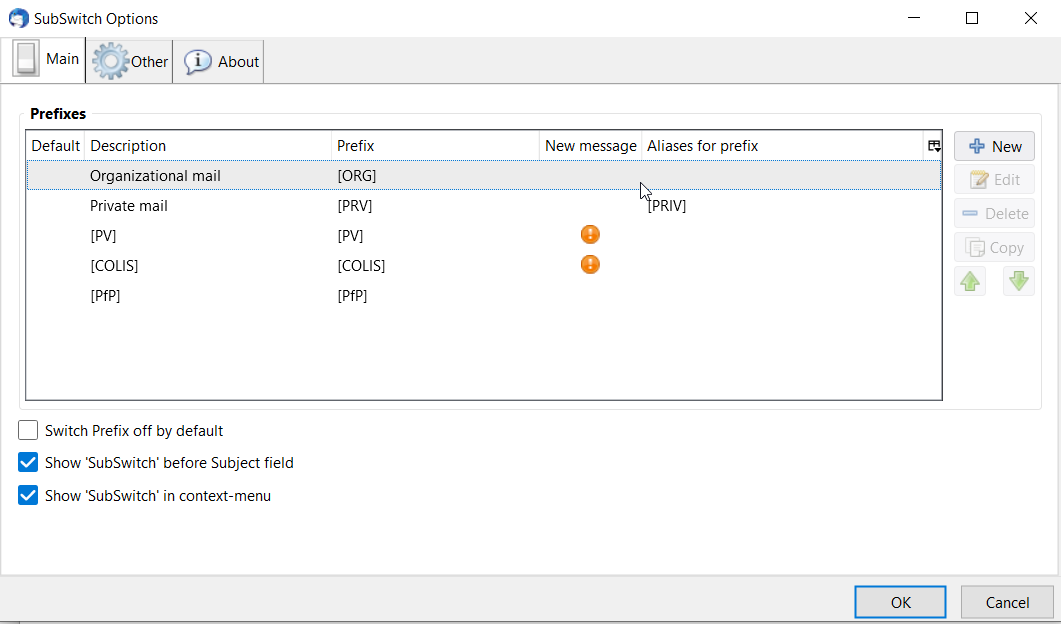 SubSwitch Options
Main Other About
Prefixes
Default Description Prefix New message Aliases for prefix
New
Organizational mail [ORG]
Edit
Private mail [PRV] [PRIV]
Delete
[PV] [PV]
Copy
[COLIS] [COLIS]
[PfP] [PfP]
Switch Prefix off by default
Show 'SubSwitch' before Subject field
Show 'SubSwitch' in context-menu
OK Cancel